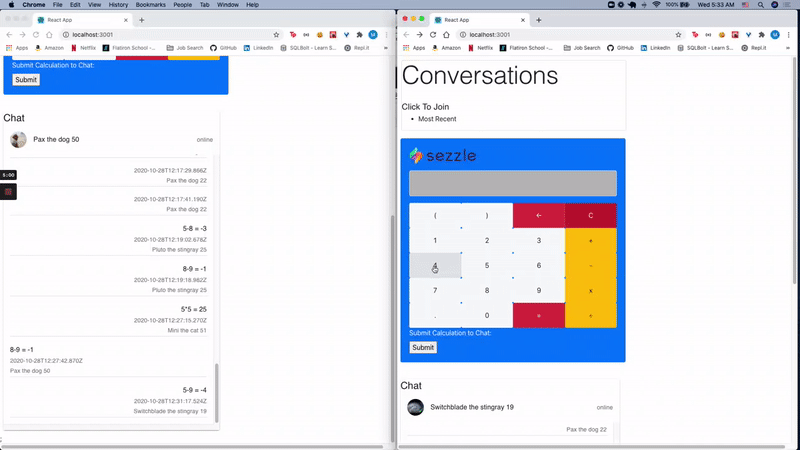 Chrome File Edit View History Bookmarks People Tab Window Help
100% Wed 5:33 AM
React App
localhost:3001
Apps Amazon Netflix Flatiron School –... Job Search GitHub LinkedIn SQLBolt – Learn S... Repl.it
Submit Calculation to Chat:
Submit
Chat
Pax the dog 50
online
5:00
2020-10-28T12:17:29.866Z
Pax the dog 22
2020-10-28T12:17:41.190Z
Pax the dog 22
5-8 = -3
2020-10-28T12:19:02.678Z
Pluto the stingray 25
8-9 = -1
2020-10-28T12:19:18.982Z
Pluto the stingray 25
5*5 = 25
2020-10-28T12:27:15.270Z
Mini the cat 51
8-9 = -1
2020-10-28T12:27:42.870Z
Pax the dog 50
5-9 = -4
2020-10-28T12:31:17.524Z
Switchblade the stingray 19
React App
localhost:3001
Apps Amazon Netflix Flatiron School –... Job Search GitHub LinkedIn SQLBolt – Learn S... Repl.it
Conversations
Click To Join
• Most Recent
sezzle
( ) ← C
1 2 3 +
4 5 6 -
7 8 9 x
. 0 = ÷
Submit Calculation to Chat:
Submit
Chat
Switchblade the stingray 19
online
Pax the dog 22